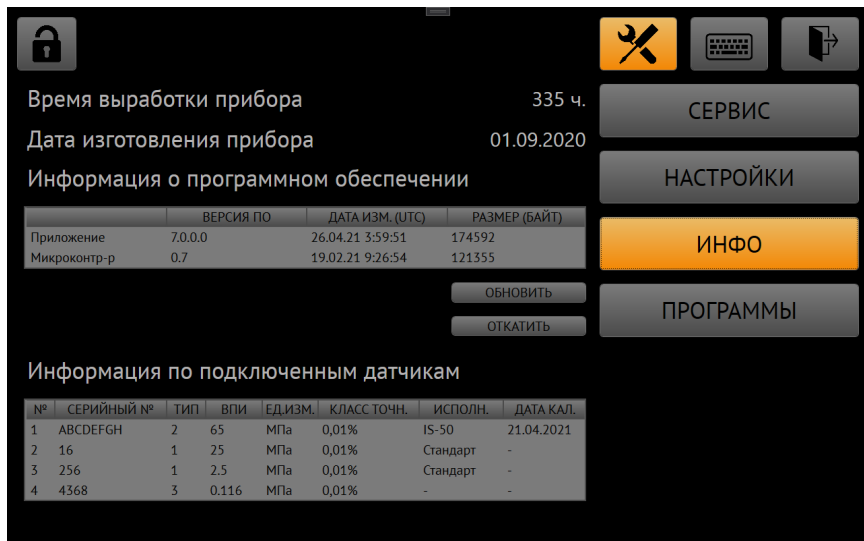 Время выработки прибора 335 ч.
Дата изготовления прибора 01.09.2020
Информация о программном обеспечении
ВЕРСИЯ ПО ДАТА ИЗМ. (UTC) РАЗМЕР (БАЙТ)
Приложение 7.0.0.0 26.04.21 3:59:51 174592
Микроконтр-р 0.7 19.02.21 9:26:54 121355
ОБНОВИТЬ
ОТКАТИТЬ
Информация по подключенным датчикам
№ СЕРИЙНЫЙ № ТИП ВПИ ЕД.ИЗМ. КЛАСС ТОЧН. ИСПОЛН. ДАТА КАЛ.
1 ABCDEFGH 2 65 МПа 0,01% IS-50 21.04.2021
2 16 1 25 МПа 0,01% Стандарт -
3 256 1 2.5 МПа 0,01% Стандарт -
4 4368 3 0.116 МПа 0,01% - -
СЕРВИС
НАСТРОЙКИ
ИНФО
ПРОГРАММЫ